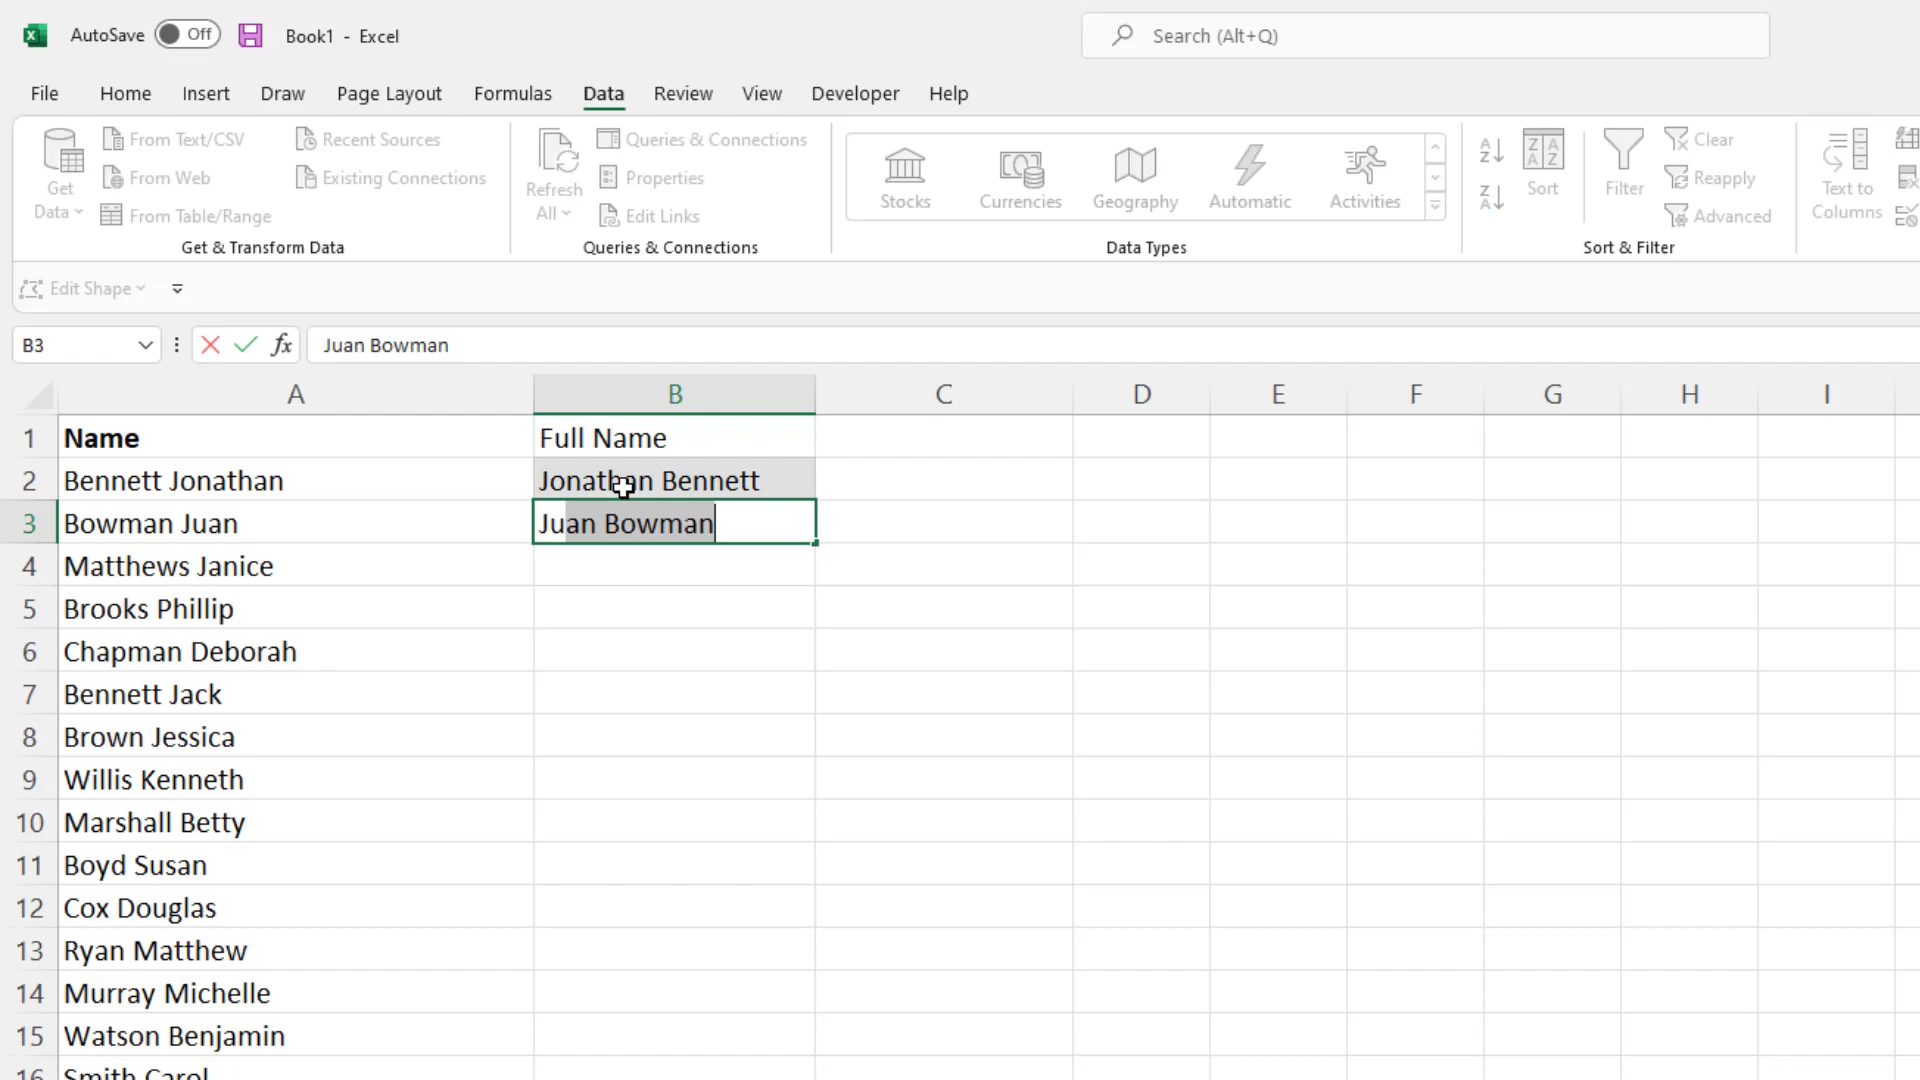 AutoSave Off Book1 - Excel Search (Alt+Q)
File Home Insert Draw Page Layout Formulas Data Review View Developer Help
Get Data
From Text/CSV
From Web
From Table/Range
Recent Sources
Existing Connections
Get & Transform Data
Refresh All
Queries & Connections
Properties
Edit Links
Queries & Connections
Stocks Currencies Geography Automatic Activities
Data Types
Sort
Filter
Clear
Reapply
Advanced
Sort & Filter
Text to Columns
Edit Shape
B3 fx Juan Bowman
A B C D E F G H I
1 Name Full Name
2 Bennett Jonathan Jonathan Bennett
3 Bowman Juan Juan Bowman
4 Matthews Janice
5 Brooks Phillip
6 Chapman Deborah
7 Bennett Jack
8 Brown Jessica
9 Willis Kenneth
10 Marshall Betty
11 Boyd Susan
12 Cox Douglas
13 Ryan Matthew
14 Murray Michelle
15 Watson Benjamin
16 Smith Carol